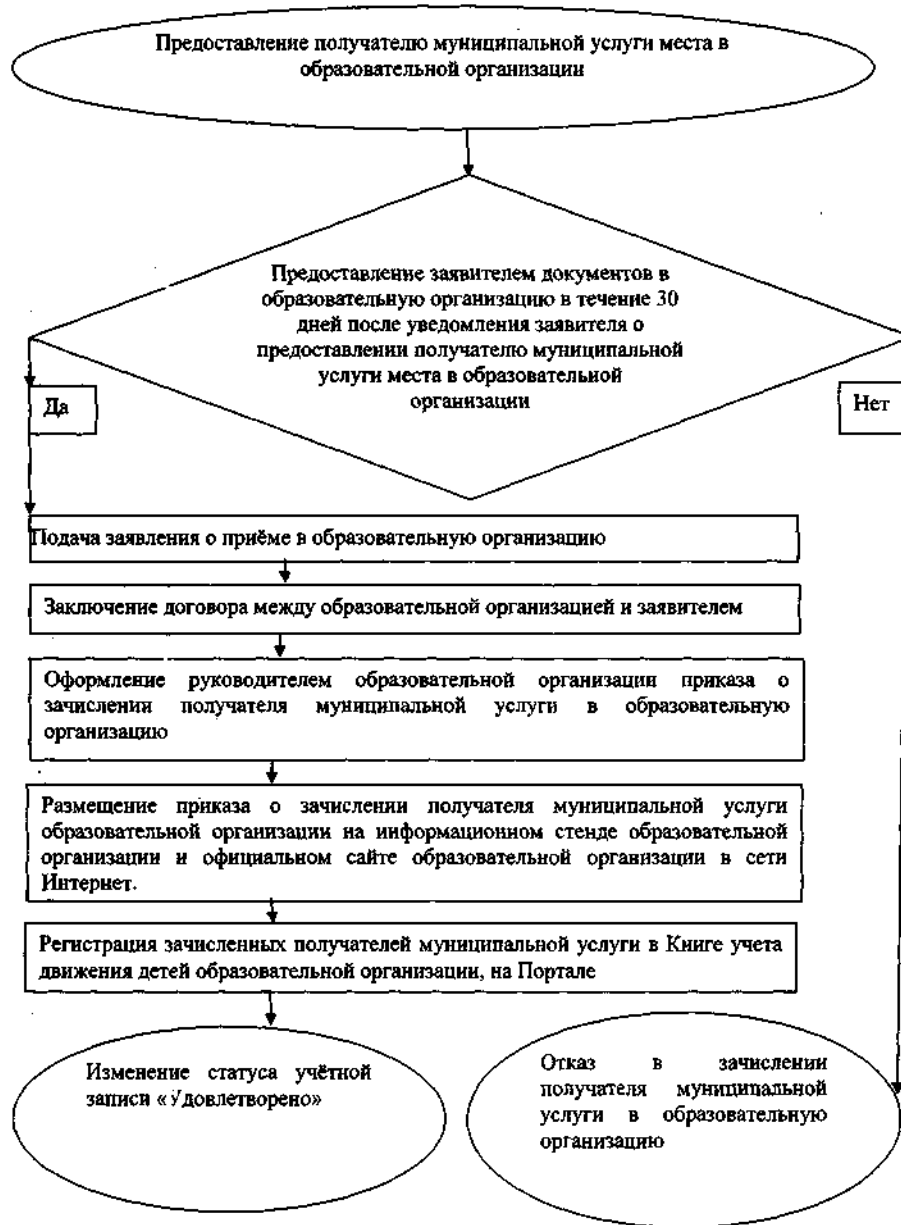 Предоставление получателю муниципальной услуги места в
образовательной организации
Предоставление заявителем документов в
образовательную организацию в течение 30
дней после уведомления заявителя о
предоставлении получателю муниципальной
услуги места в образовательной
организации
Да
Нет
Подача заявления о приёме в образовательную организацию
Заключение договора между образовательной организацией и заявителем
Оформление руководителем образовательной организации приказа о
зачислении получателя муниципальной услуги в образовательную
организацию
Размещение приказа о зачислении получателя муниципальной услуги
образовательной организации на информационном стенде образовательной
организации и официальном сайте образовательной организации в сети
Интернет.
Регистрация зачисленных получателей муниципальной услуги в Книге учета
движения детей образовательной организации, на Портале
Изменение статуса учётной
записи «Удовлетворено»
Отказ в зачислении
получателя муниципальной
услуги в образовательную
организацию